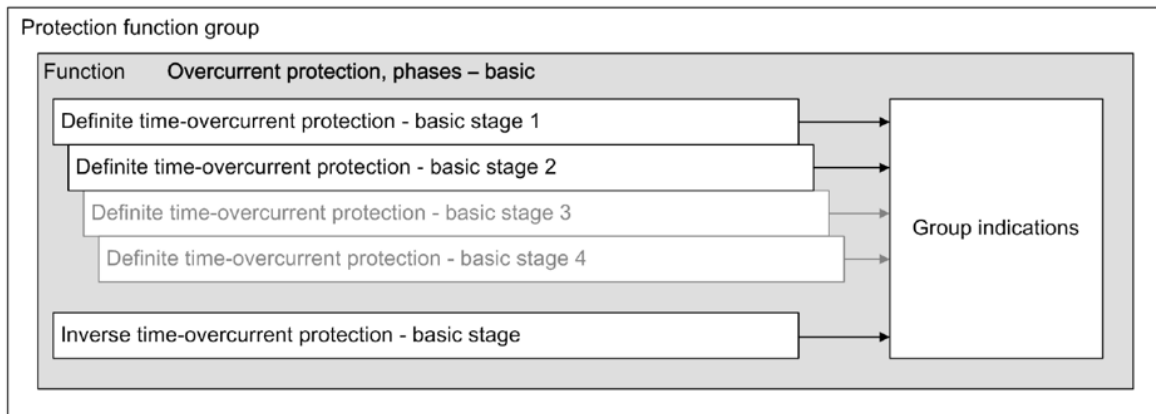 Protection function group
Function Overcurrent protection, phases – basic
Definite time-overcurrent protection - basic stage 1
Definite time-overcurrent protection - basic stage 2
Definite time-overcurrent protection - basic stage 3
Definite time-overcurrent protection - basic stage 4
Group indications
Inverse time-overcurrent protection - basic stage